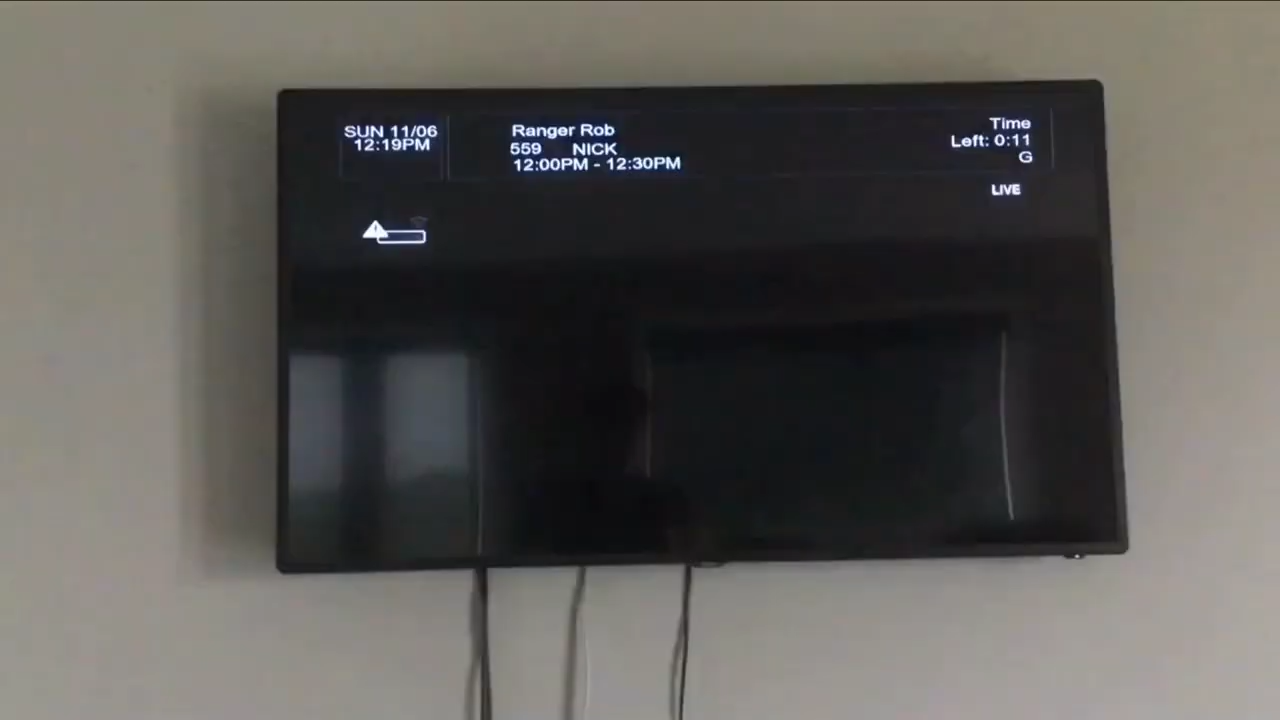 SUN 11/06
12:19PM
Ranger Rob
559 NICK
12:00PM - 12:30PM
Time
Left: 0:11
G
LIVE